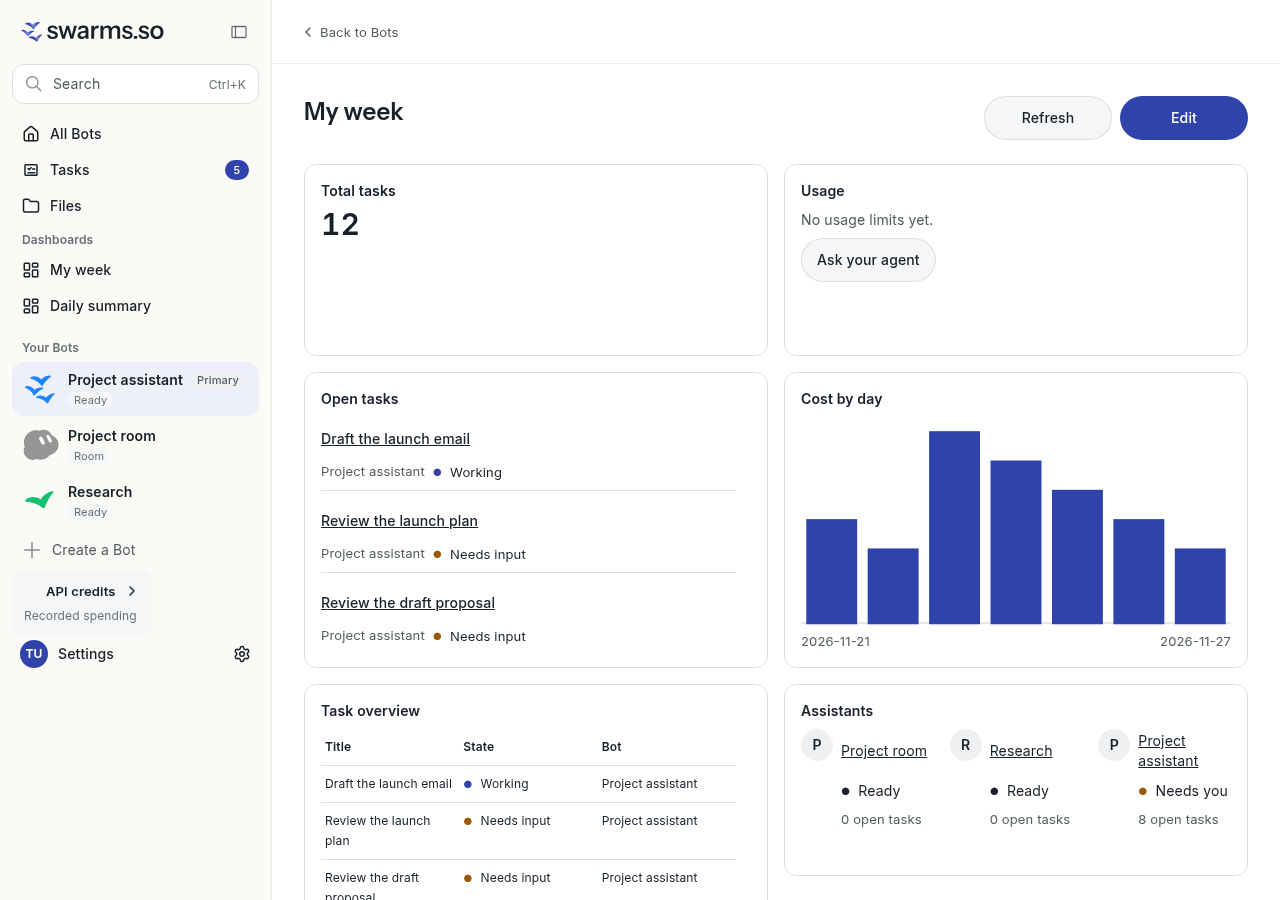 swarms.so
Search Ctrl+K
All Bots
Tasks 5
Files
Dashboards
My week
Daily summary
Your Bots
Project assistant Primary
Ready
Project room
Room
Research
Ready
Create a Bot
API credits
Recorded spending
TU Settings
Back to Bots
My week
Refresh Edit
Total tasks
12
Usage
No usage limits yet.
Ask your agent
Open tasks
Draft the launch email
Project assistant Working
Review the launch plan
Project assistant Needs input
Review the draft proposal
Project assistant Needs input
Cost by day
2026-11-21 2026-11-27
Task overview
Title State Bot
Draft the launch email Working Project assistant
Review the launch
plan
Needs input Project assistant
Review the draft
proposal
Needs input Project assistant
Assistants
P Project room
Ready
0 open tasks
R Research
Ready
0 open tasks
P Project
assistant
Needs you
8 open tasks